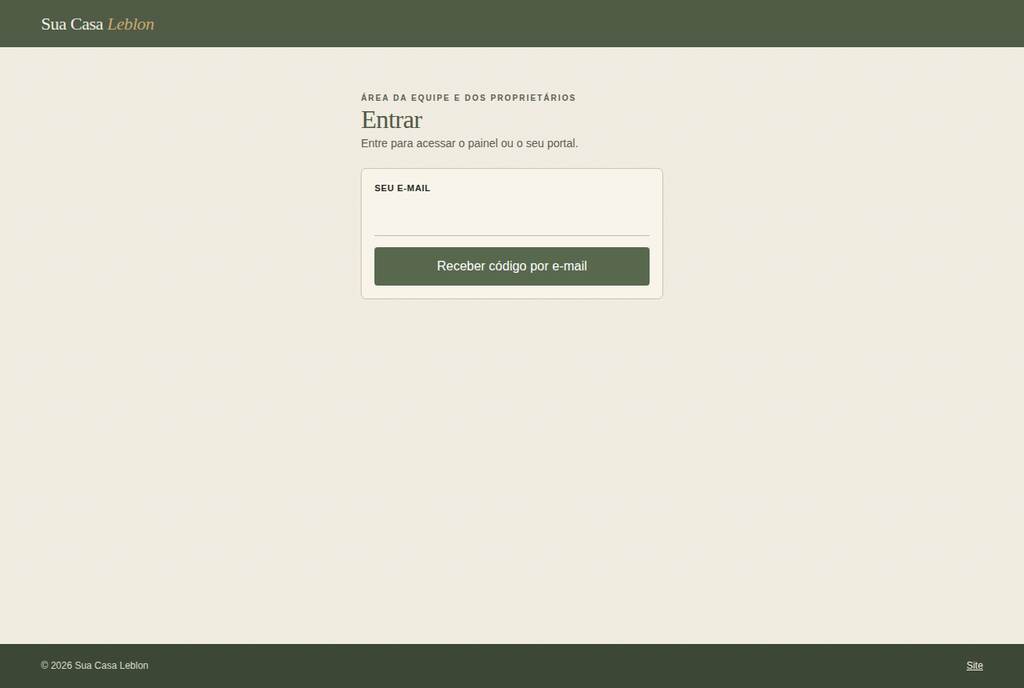 Sua Casa Leblon
ÁREA DA EQUIPE E DOS PROPRIETÁRIOS
Entrar
Entre para acessar o painel ou o seu portal.
SEU E-MAIL
Receber código por e-mail
© 2026 Sua Casa Leblon
Site